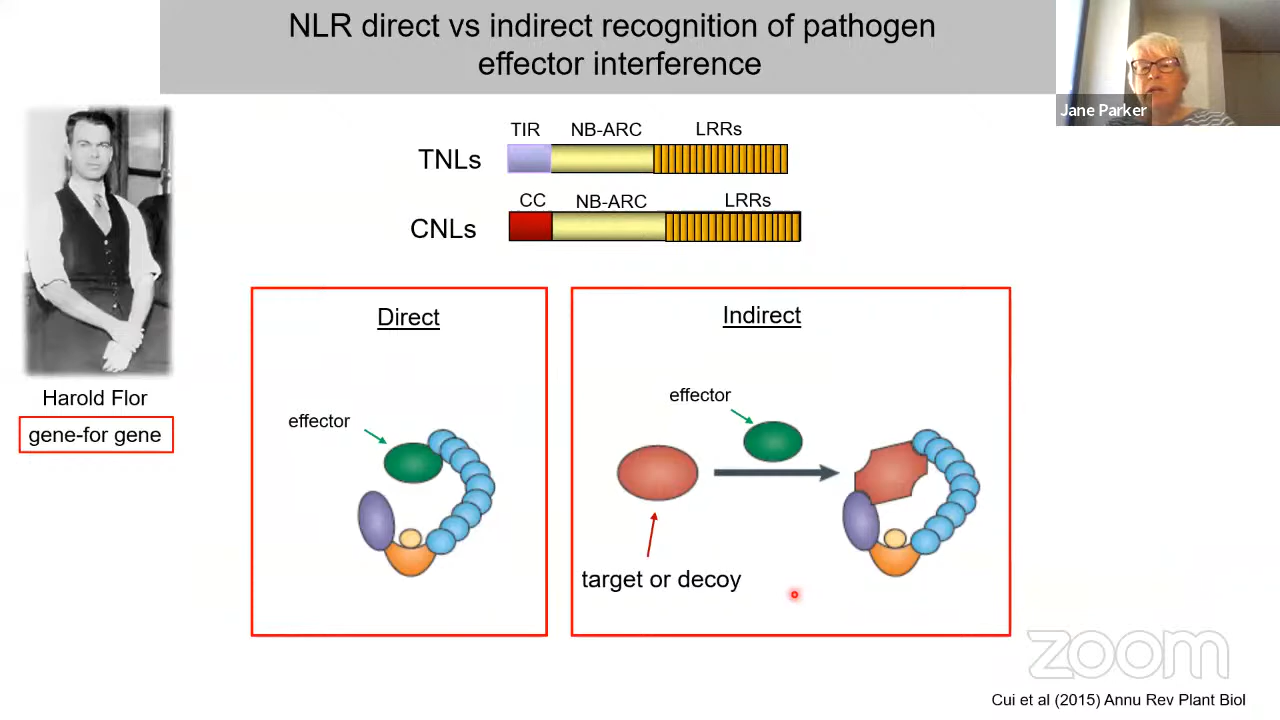 NLR direct vs indirect recognition of pathogen
effector interference
Jane Parker
TIR NB-ARC LRRs
TNLs
CC NB-ARC LRRs
CNLs
Direct
Indirect
effector
effector
target or decoy
Harold Flor
gene-for gene
zoom
Cui et al (2015) Annu Rev Plant Biol